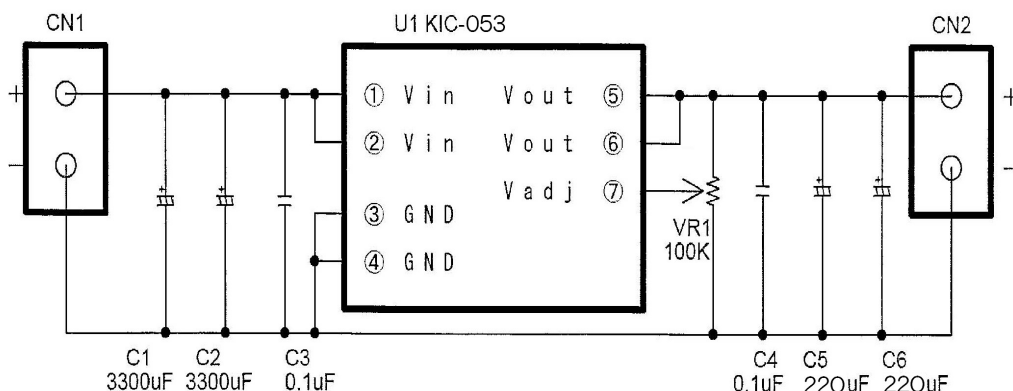 CN1
U1 KIC-053
CN2
+
-
① Vin
② Vin
③ GND
④ GND
Vout ⑤
Vout ⑥
Vadj ⑦
VR1
100K
+
-
+
+
+
+
C1
3300uF
C2
3300uF
C3
0.1uF
C4
0.1uF
C5
220uF
C6
220uF